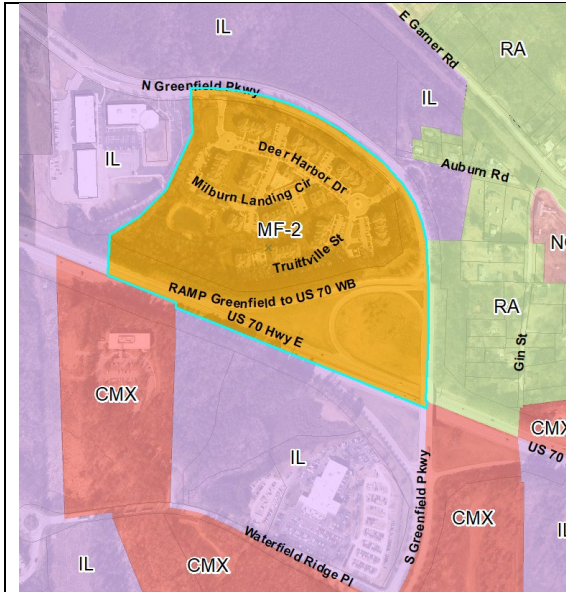 IL
E Garner Rd
RA
N Greenfield Pkwy
IL
IL
Deer Harbor Dr
Auburn Rd
Milburn Landing Cir
MF-2
Truittville St
RAMP Greenfield to US 70 WB
RA
US 70 Hwy E
Gin St
CMX
CMX
US 70
IL
S Greenfield Pkwy
CMX
Waterfield Ridge Pl
IL
CMX